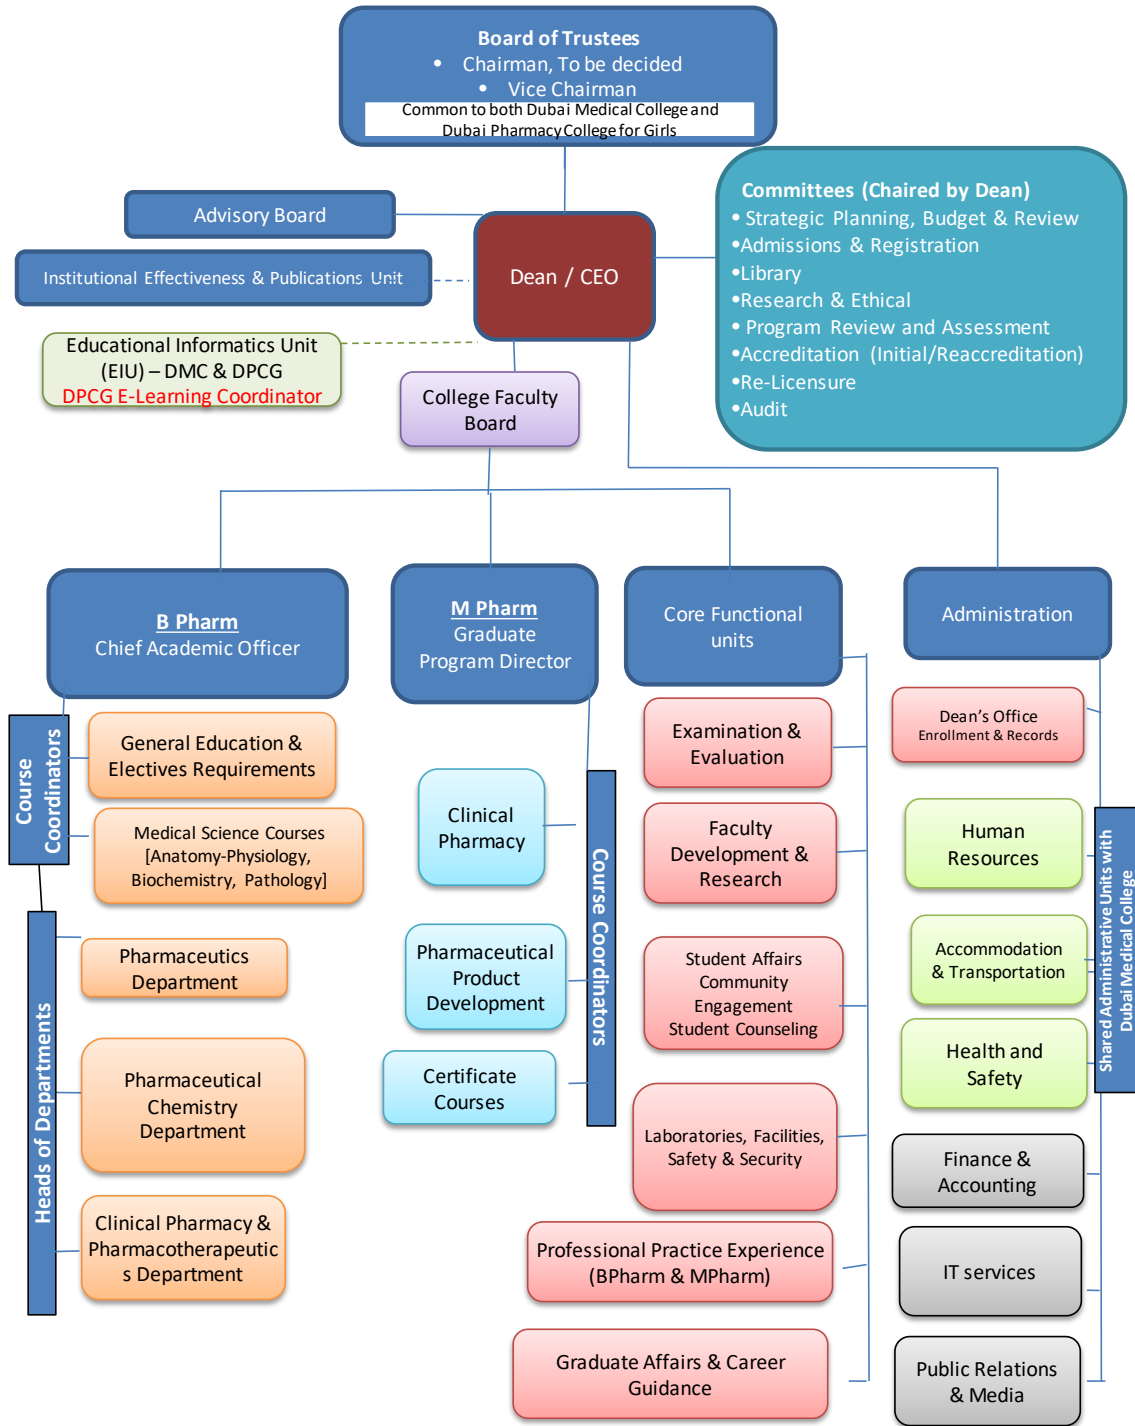 Board of Trustees
• Chairman, To be decided
• Vice Chairman
Common to both Dubai Medical College and
Dubai Pharmacy College for Girls
Advisory Board
Institutional Effectiveness & Publications Unit
Educational Informatics Unit
(EIU) – DMC & DPCG
DPCG E-Learning Coordinator
Dean / CEO
Committees (Chaired by Dean)
• Strategic Planning, Budget & Review
•Admissions & Registration
•Library
•Research & Ethical
• Program Review and Assessment
•Accreditation (Initial/Reaccreditation)
•Re-Licensure
•Audit
College Faculty
Board
B Pharm
Chief Academic Officer
M Pharm
Graduate
Program Director
Core Functional
units
Administration
Course
Coordinators
General Education &
Electives Requirements
Medical Science Courses
[Anatomy-Physiology,
Biochemistry, Pathology]
Heads of Departments
Pharmaceutics
Department
Pharmaceutical
Chemistry
Department
Clinical Pharmacy &
Pharmacotherapeutic
s Department
Clinical
Pharmacy
Pharmaceutical
Product
Development
Certificate
Courses
Course Coordinators
Examination &
Evaluation
Faculty
Development &
Research
Student Affairs
Community
Engagement
Student Counseling
Laboratories, Facilities,
Safety & Security
Professional Practice Experience
(BPharm & MPharm)
Graduate Affairs & Career
Guidance
Dean's Office
Enrollment & Records
Human
Resources
Accommodation
& Transportation
Health and
Safety
Shared Administrative Units with
Dubai Medical College
Finance &
Accounting
IT services
Public Relations
& Media